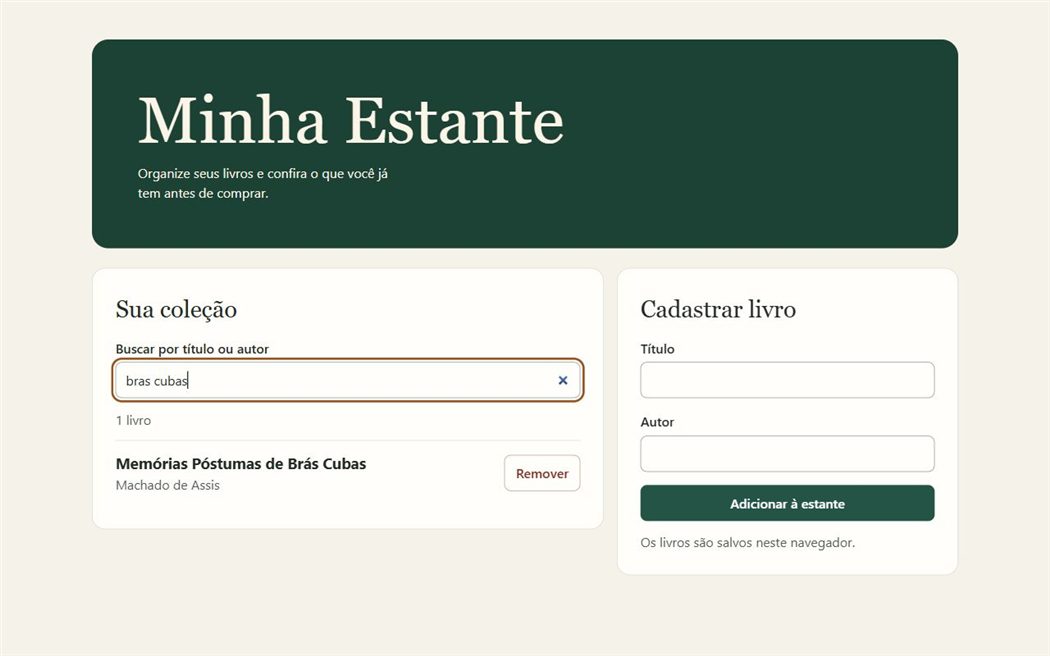 Minha Estante
Organize seus livros e confira o que você já
tem antes de comprar.
Sua coleção
Buscar por título ou autor
bras cubas
1 livro
Memórias Póstumas de Brás Cubas
Machado de Assis
Remover
Cadastrar livro
Título
Autor
Adicionar à estante
Os livros são salvos neste navegador.